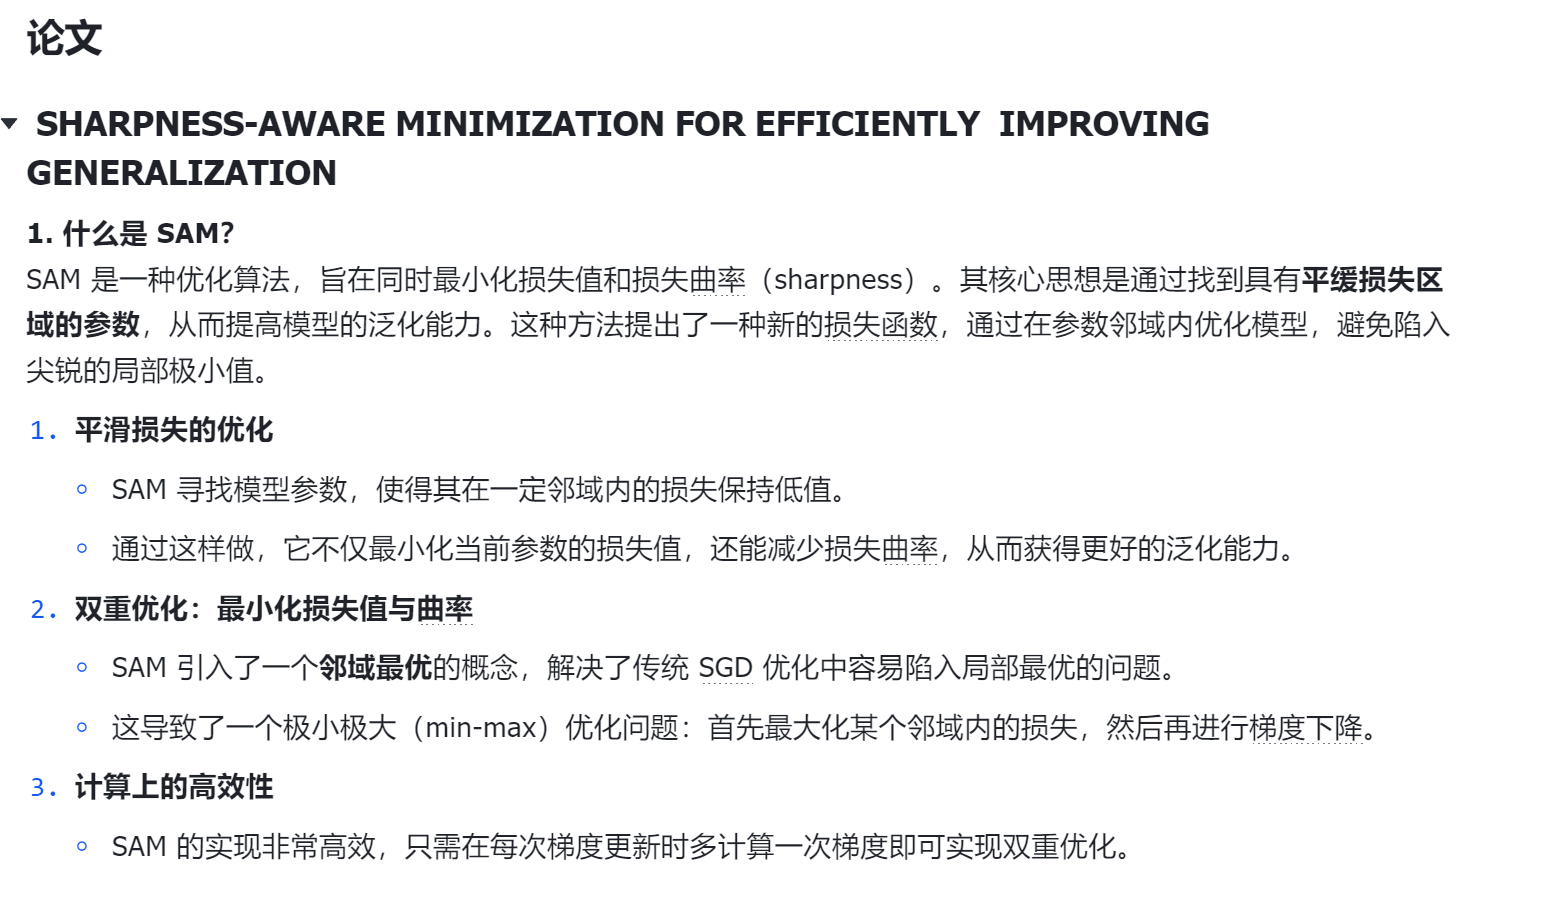 论文
SHARPNESS-AWARE MINIMIZATION FOR EFFICIENTLY  IMPROVING
GENERALIZATION
1. 什么是 SAM？
SAM 是一种优化算法，旨在同时最小化损失值和损失曲率（sharpness）。其核心思想是通过找到具有平缓损失区
域的参数，从而提高模型的泛化能力。这种方法提出了一种新的损失函数，通过在参数邻域内优化模型，避免陷入
尖锐的局部极小值。
1. 平滑损失的优化
SAM 寻找模型参数，使得其在一定邻域内的损失保持低值。
通过这样做，它不仅最小化当前参数的损失值，还能减少损失曲率，从而获得更好的泛化能力。
2. 双重优化：最小化损失值与曲率
SAM 引入了一个邻域最优的概念，解决了传统 SGD 优化中容易陷入局部最优的问题。
这导致了一个极小极大（min-max）优化问题：首先最大化某个邻域内的损失，然后再进行梯度下降。
3. 计算上的高效性
SAM 的实现非常高效，只需在每次梯度更新时多计算一次梯度即可实现双重优化。